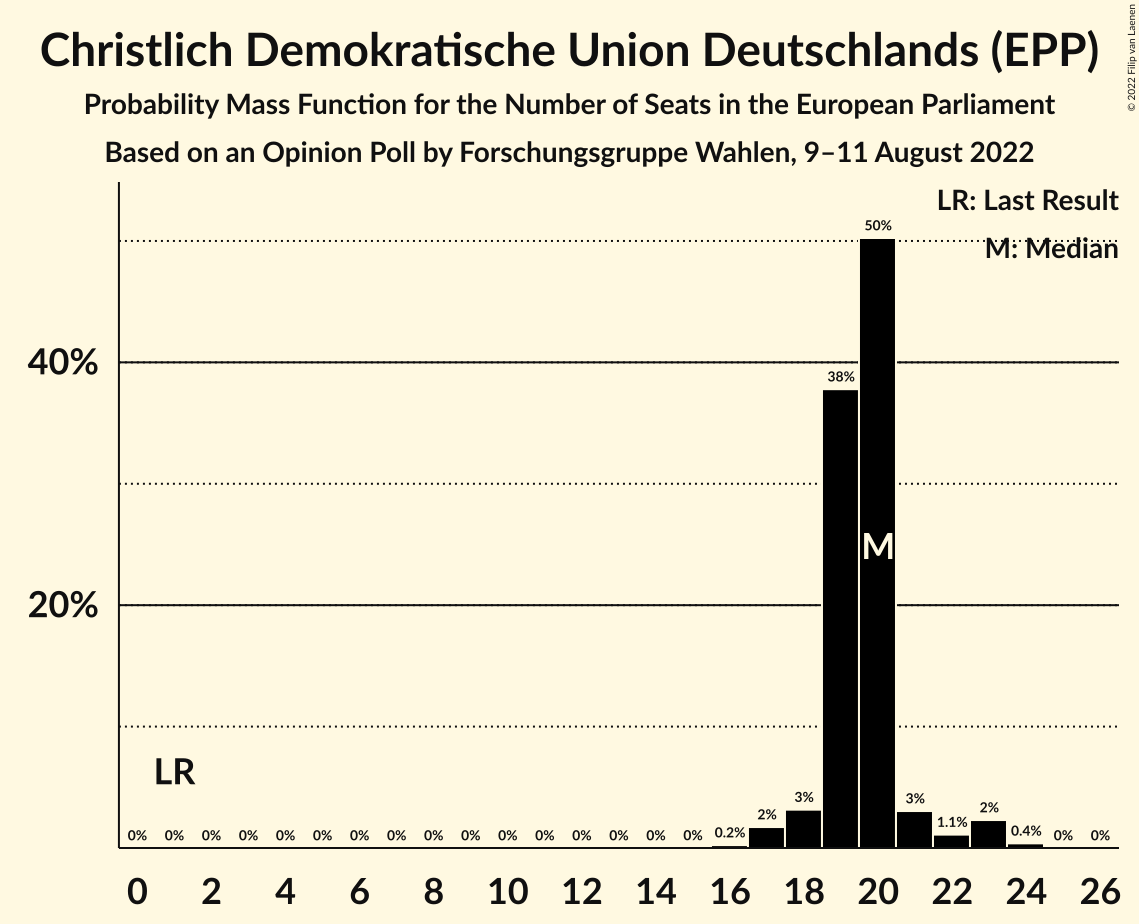 Christlich Demokratische Union Deutschlands (EPP)
Probability Mass Function for the Number of Seats in the European Parliament
Based on an Opinion Poll by Forschungsgruppe Wahlen, 9–11 August 2022
© 2022 Filip van Laenen
LR: Last Result
M: Median
50%
40%
38%
M
20%
LR
0% 0% 0% 0% 0% 0% 0% 0% 0% 0% 0% 0% 0% 0% 0% 0% 0.2% 2% 3% 3% 1.1% 2% 0.4% 0% 0%
0 2 4 6 8 10 12 14 16 18 20 22 24 26